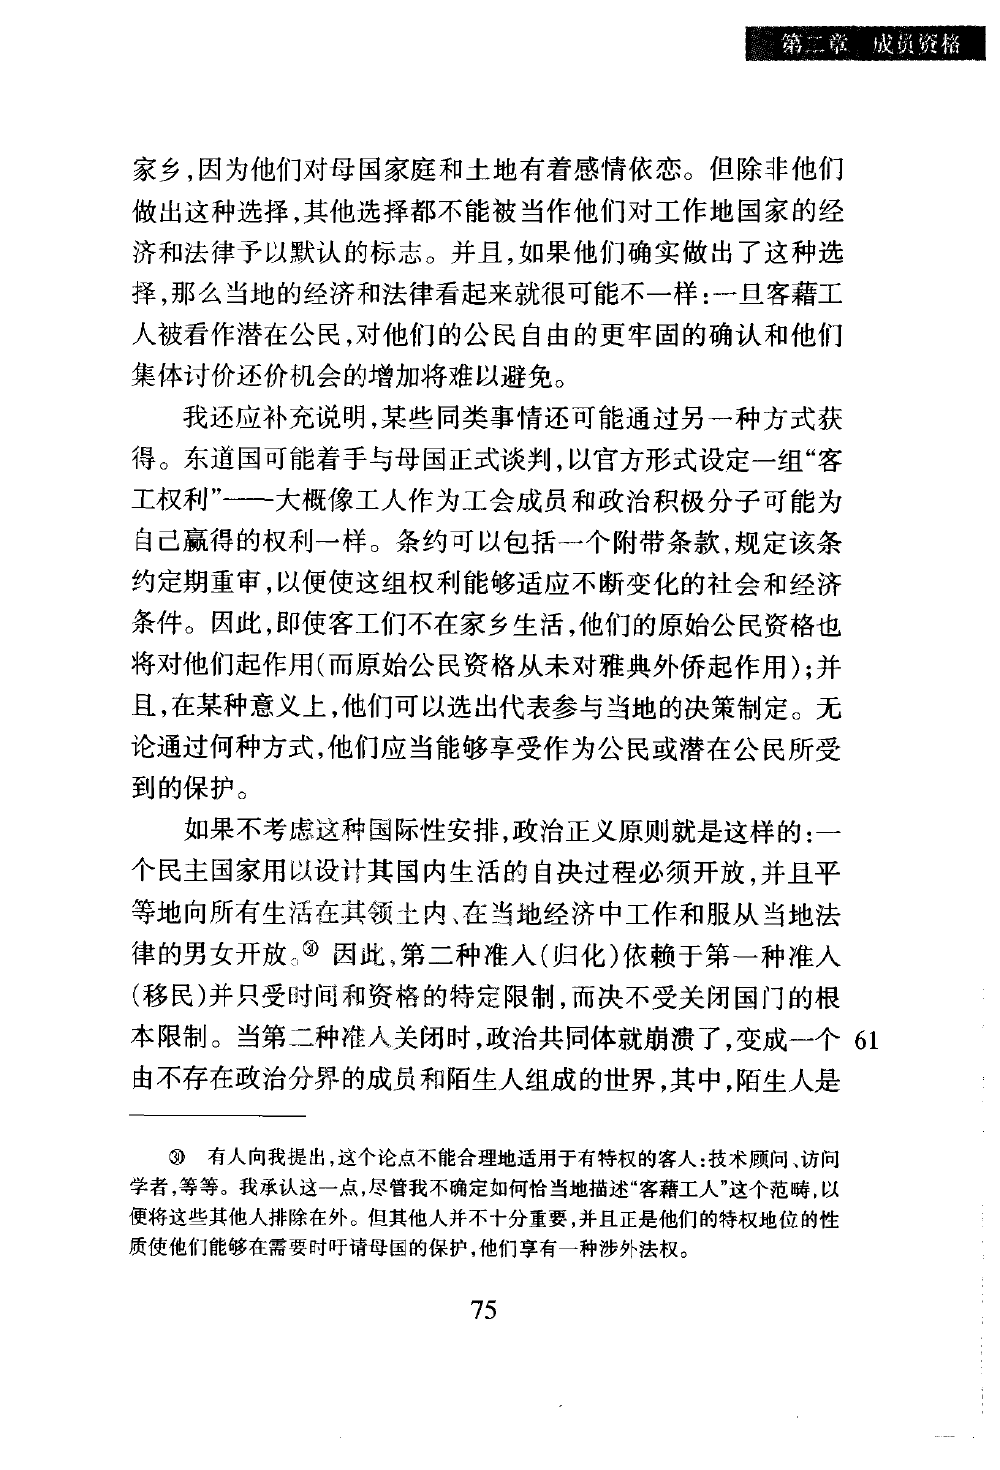 第二章 成员资格
家乡,因为他们对母国家庭和土地有着感情依恋。但除非他们
做出这种选择,其他选择都不能被当作他们对工作地国家的经
济和法律予以默认的标志。并且,如果他们确实做出了这种选
择,那么当地的经济和法律看起来就很可能不一样:一旦客藉工
人被看作潜在公民,对他们的公民自由的更牢固的确认和他们
集体讨价还价机会的增加将难以避免。
我还应补充说明,某些同类事情还可能通过另一种方式获
得。东道国可能着手与母国正式谈判,以官方形式设定一组“客
工权利”——大概像工人作为工会成员和政治积极分子可能为
自己赢得的权利一样。条约可以包括一个附带条款,规定该条
约定期重审,以便使这组权利能够适应不断变化的社会和经济
条件。因此,即使客工们不在家乡生活,他们的原始公民资格也
将对他们起作用(而原始公民资格从未对雅典外侨起作用);并
且,在某种意义上,他们可以选出代表参与当地的决策制定。无
论通过何种方式,他们应当能够享受作为公民或潜在公民所受
到的保护。
如果不考虑这种国际性安排,政治正义原则就是这样的:一
个民主国家用以设计其国内生活的自决过程必须开放,并且平
等地向所有生活在其领土内、在当地经济中工作和服从当地法
律的男女开放。㉚ 因此,第二种准入(归化)依赖于第一种准入
(移民)并只受时间和资格的特定限制,而决不受关闭国门的根
本限制。当第二种准人关闭时,政治共同体就崩溃了,变成一个 61
由不存在政治分界的成员和陌生人组成的世界,其中,陌生人是
㉚ 有人向我提出,这个论点不能合理地适用于有特权的客人:技术顾问、访问
学者,等等。我承认这一点,尽管我不确定如何恰当地描述“客藉工人”这个范畴,以
便将这些其他人排除在外。但其他人并不十分重要,并且正是他们的特权地位的性
质使他们能够在需要时吁请母国的保护,他们享有一种涉外法权。
75